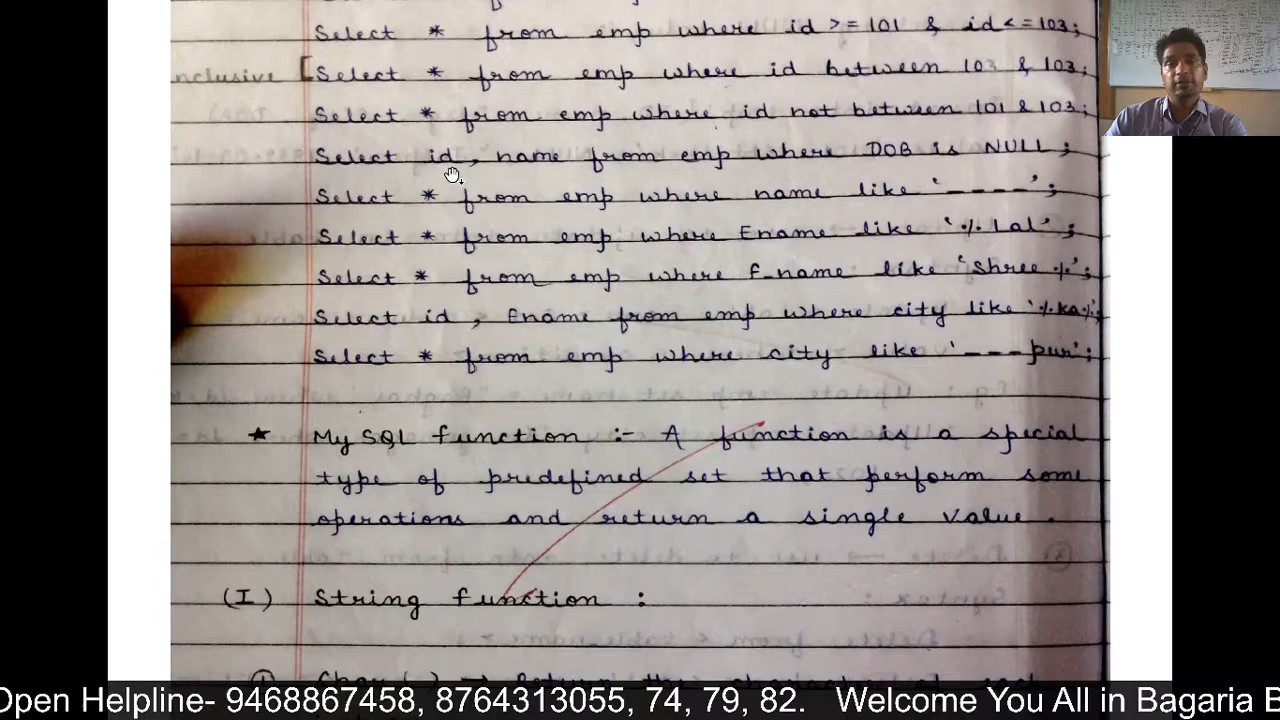 Select * from emp where id >= 101 & id <= 103;
nclusive [ Select * from emp where id between 103 & 103;
Select * from emp where id not between 101 & 103;
Select id, name from emp where DOB is NULL;
Select * from emp where name like '----';
Select * from emp where Ename like '%lal';
Select * from emp where f_name like 'Shree%';
Select id, Ename from emp where city like '%ka%';
Select * from emp where city like '---pur';
* MySQL function :- A function is a special
type of predefined set that perform some
operations and return a single value.
(I) String function :
Open Helpline- 9468867458, 8764313055, 74, 79, 82. Welcome You All in Bagaria E